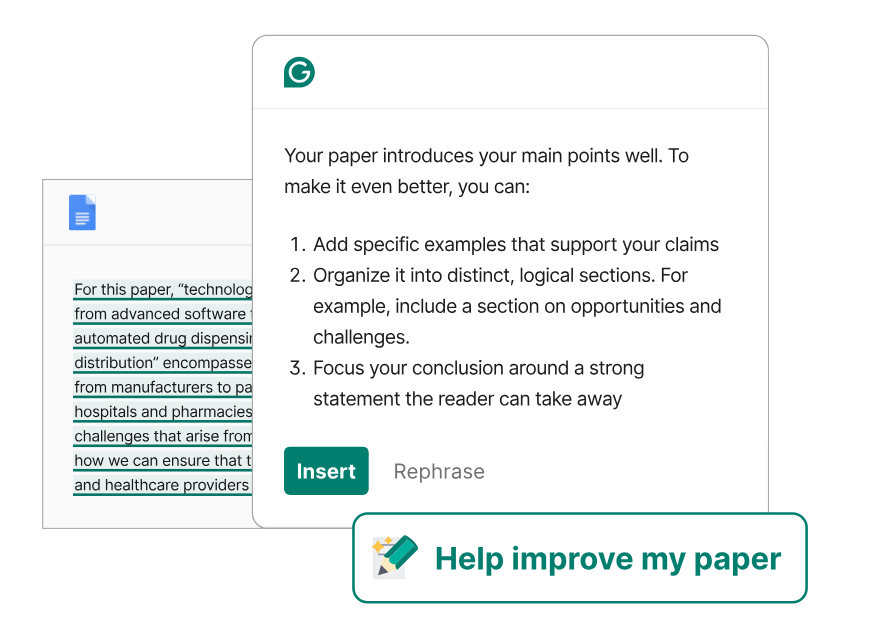 For this paper, “technolog
from advanced software
automated drug dispensi
distribution” encompasse
from manufacturers to pa
hospitals and pharmacies
challenges that arise from
how we can ensure that t
and healthcare providers
G
Your paper introduces your main points well. To
make it even better, you can:
1. Add specific examples that support your claims
2. Organize it into distinct, logical sections. For
example, include a section on opportunities and
challenges.
3. Focus your conclusion around a strong
statement the reader can take away
Insert Rephrase
Help improve my paper